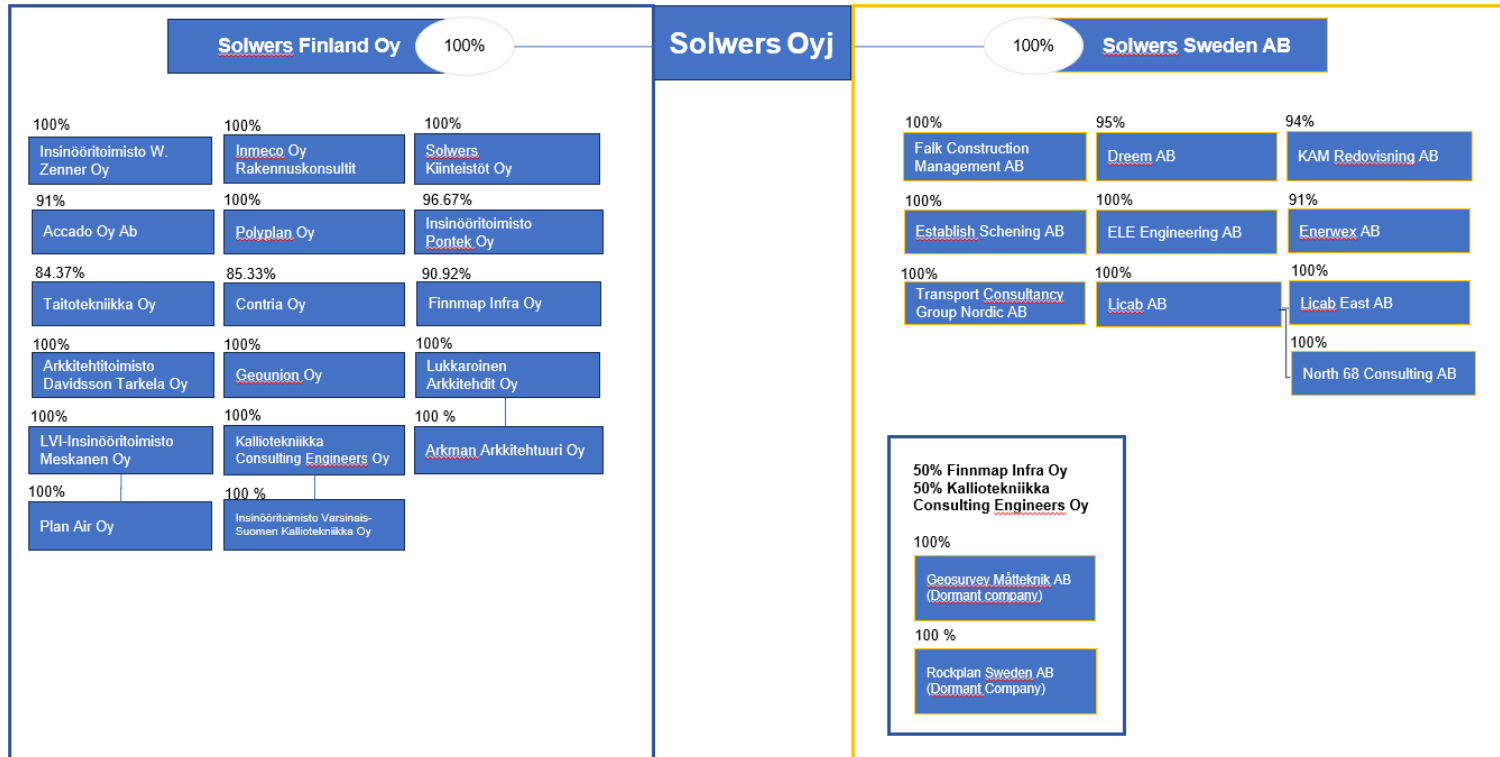 Solwers Finland Oy
100%
Solwers Oyj
100%
Solwers Sweden AB
100%
Insinööritoimisto W.
Zenner Oy
100%
Inmeco Oy
Rakennuskonsultit
100%
Solwers
Kiinteistöt Oy
91%
Accado Oy Ab
100%
Polyplan Oy
96.67%
Insinööritoimisto
Pontek Oy
84.37%
Taitotekniikka Oy
85.33%
Contria Oy
90.92%
Finnmap Infra Oy
100%
Arkkitehtitoimisto
Davidsson Tarkela Oy
100%
Geounion Oy
100%
Lukkaroinen
Arkkitehdit Oy
100%
LVI-Insinööritoimisto
Meskanen Oy
100%
Kalliotekniikka
Consulting Engineers Oy
100 %
Arkman Arkkitehtuuri Oy
100%
Plan Air Oy
100 %
Insinööritoimisto Varsinais-
Suomen Kalliotekniikka Oy
100%
Falk Construction
Management AB
95%
Dreem AB
94%
KAM Redovisning AB
100%
Establish Schening AB
100%
ELE Engineering AB
91%
Enerwex AB
100%
Transport Consultancy
Group Nordic AB
100%
Licab AB
100%
Licab East AB
100%
North 68 Consulting AB
50% Finnmap Infra Oy
50% Kalliotekniikka
Consulting Engineers Oy
100%
Geosurvey Måtteknik AB
(Dormant company)
100 %
Rockplan Sweden AB
(Dormant Company)